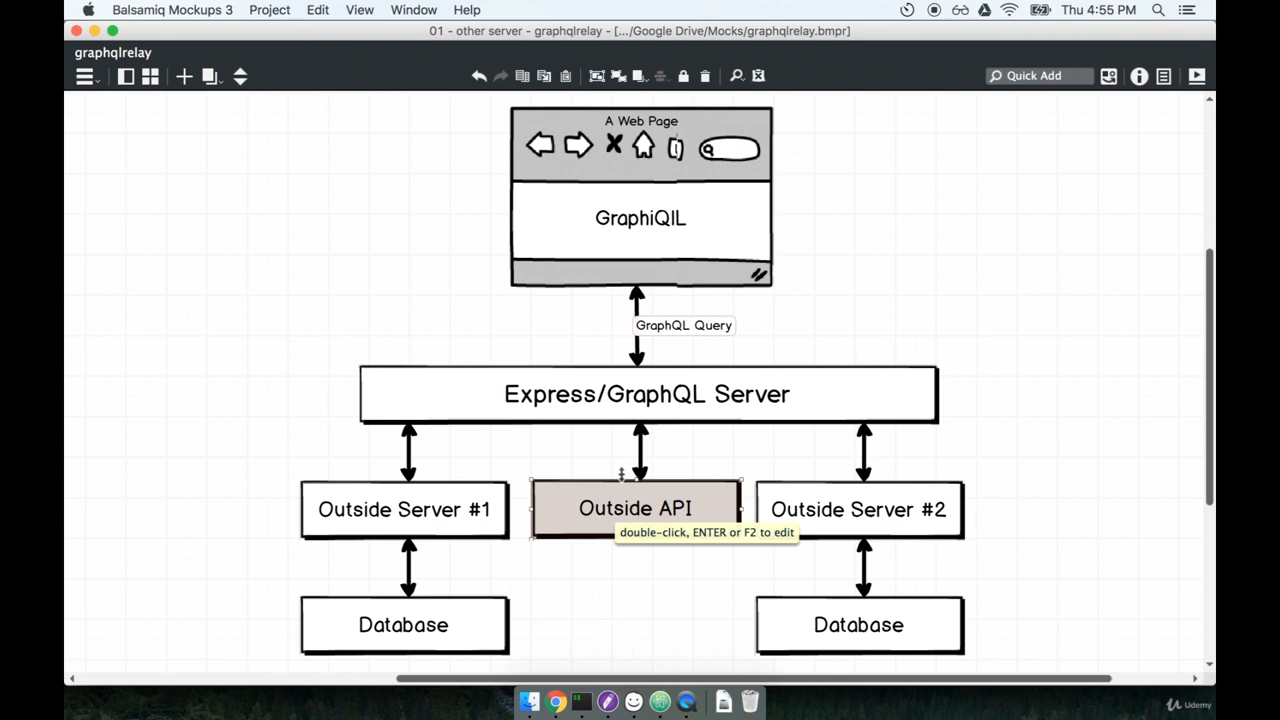 Balsamiq Mockups 3 Project Edit View Window Help Thu 4:55 PM
01 - other server - graphqlrelay - [.../Google Drive/Mocks/graphqlrelay.bmpr]
graphqlrelay
Quick Add
A Web Page
GraphiQlL
GraphQL Query
Express/GraphQL Server
Outside Server #1
Outside API
Outside Server #2
double-click, ENTER or F2 to edit
Database
Database
Udemy